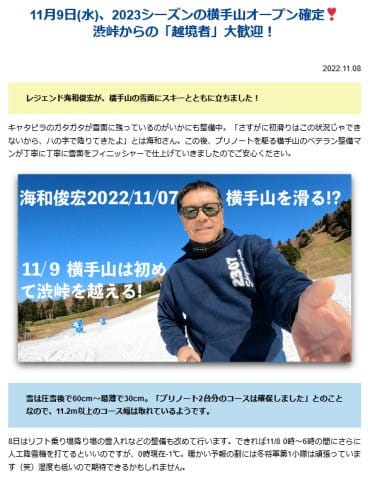 11月9日(水)、2023シーズンの横手山オープン確定❣
渋峠からの「越境者」大歓迎！
2022.11.08
レジェンド海和俊宏が、横手山の雪面にスキーとともに立ちました！
キャタピラのガタガタが雪面に残っているのがいかにも整備中。「さすがに初滑りはこの状況じゃでき
ないから、ハの字で降りてきたよ」とは海和さん。この後、プリノートを駆る横手山のベテラン整備マ
ンが丁寧に丁寧に雪面をフィニッシャーで仕上げていきましたのでご安心ください。
海和俊宏2022/11/07 横手山を滑る!?
11/9 横手山は初め
て渋峠を越える!
2307
雪は圧雪後で60cm～最薄で30cm。「プリノート2台分のコースは確保しました」とのこと
なので、11.2m以上のコース幅は取れているようです。
8日はリフト乗り場降り場の雪入れなどの整備も改めて行います。できれば11/8 0時～6時の間にさらに
人工降雪機を打てるといいのですが、0時現在-1℃。暖かい予報の割には冬将軍第1小隊は頑張っていま
す（笑）湿度も低いので期待できるかもしれません。